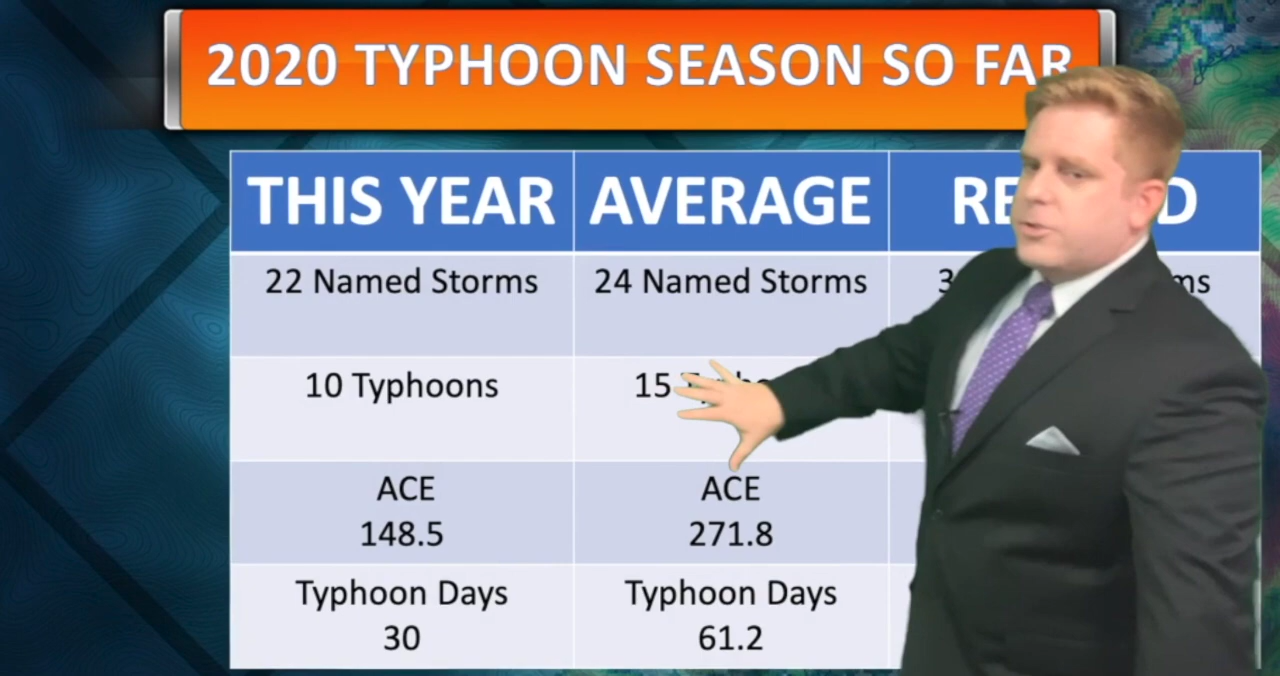 2020 TYPHOON SEASON SO FAR
THIS YEAR AVERAGE
22 Named Storms 24 Named Storms
10 Typhoons 15
ACE ACE
148.5 271.8
Typhoon Days Typhoon Days
30 61.2